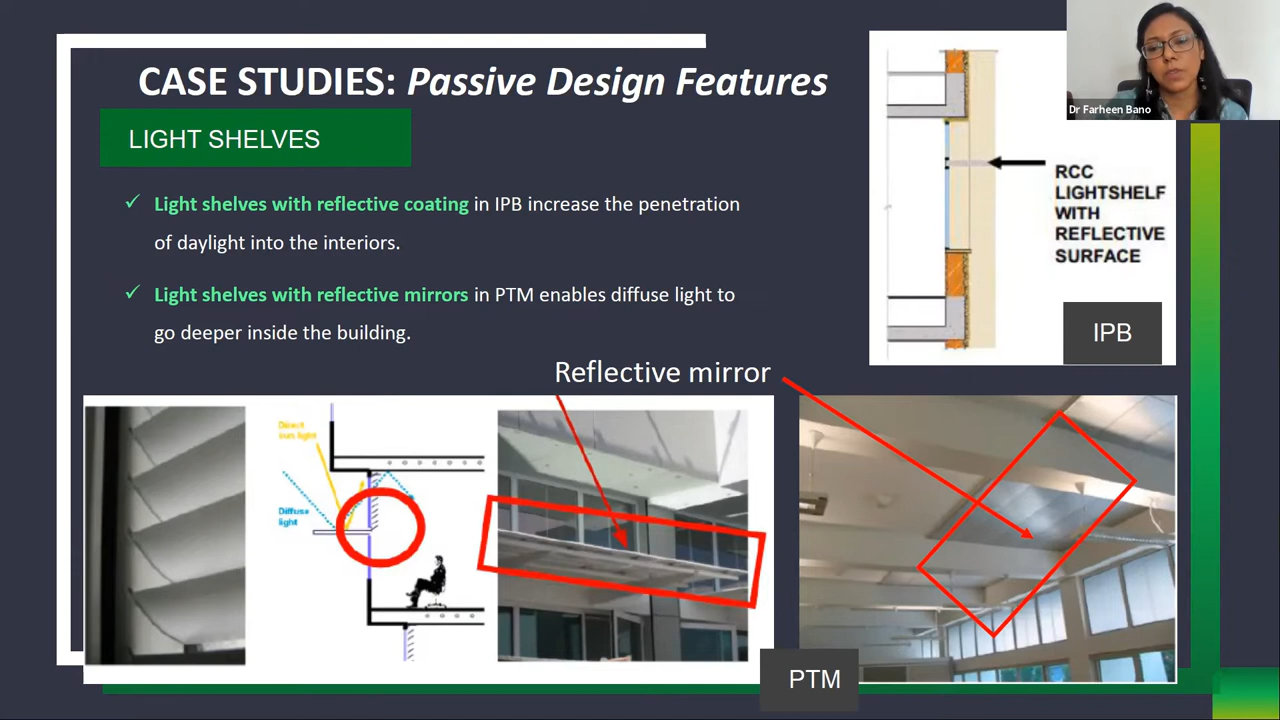 CASE STUDIES: Passive Design Features
Dr Farheen Bano
LIGHT SHELVES
✓ Light shelves with reflective coating in IPB increase the penetration
of daylight into the interiors.
✓ Light shelves with reflective mirrors in PTM enables diffuse light to
go deeper inside the building.
RCC
LIGHTSHELF
WITH
REFLECTIVE
SURFACE
IPB
Reflective mirror
Direct
sun light
Diffuse
light
PTM